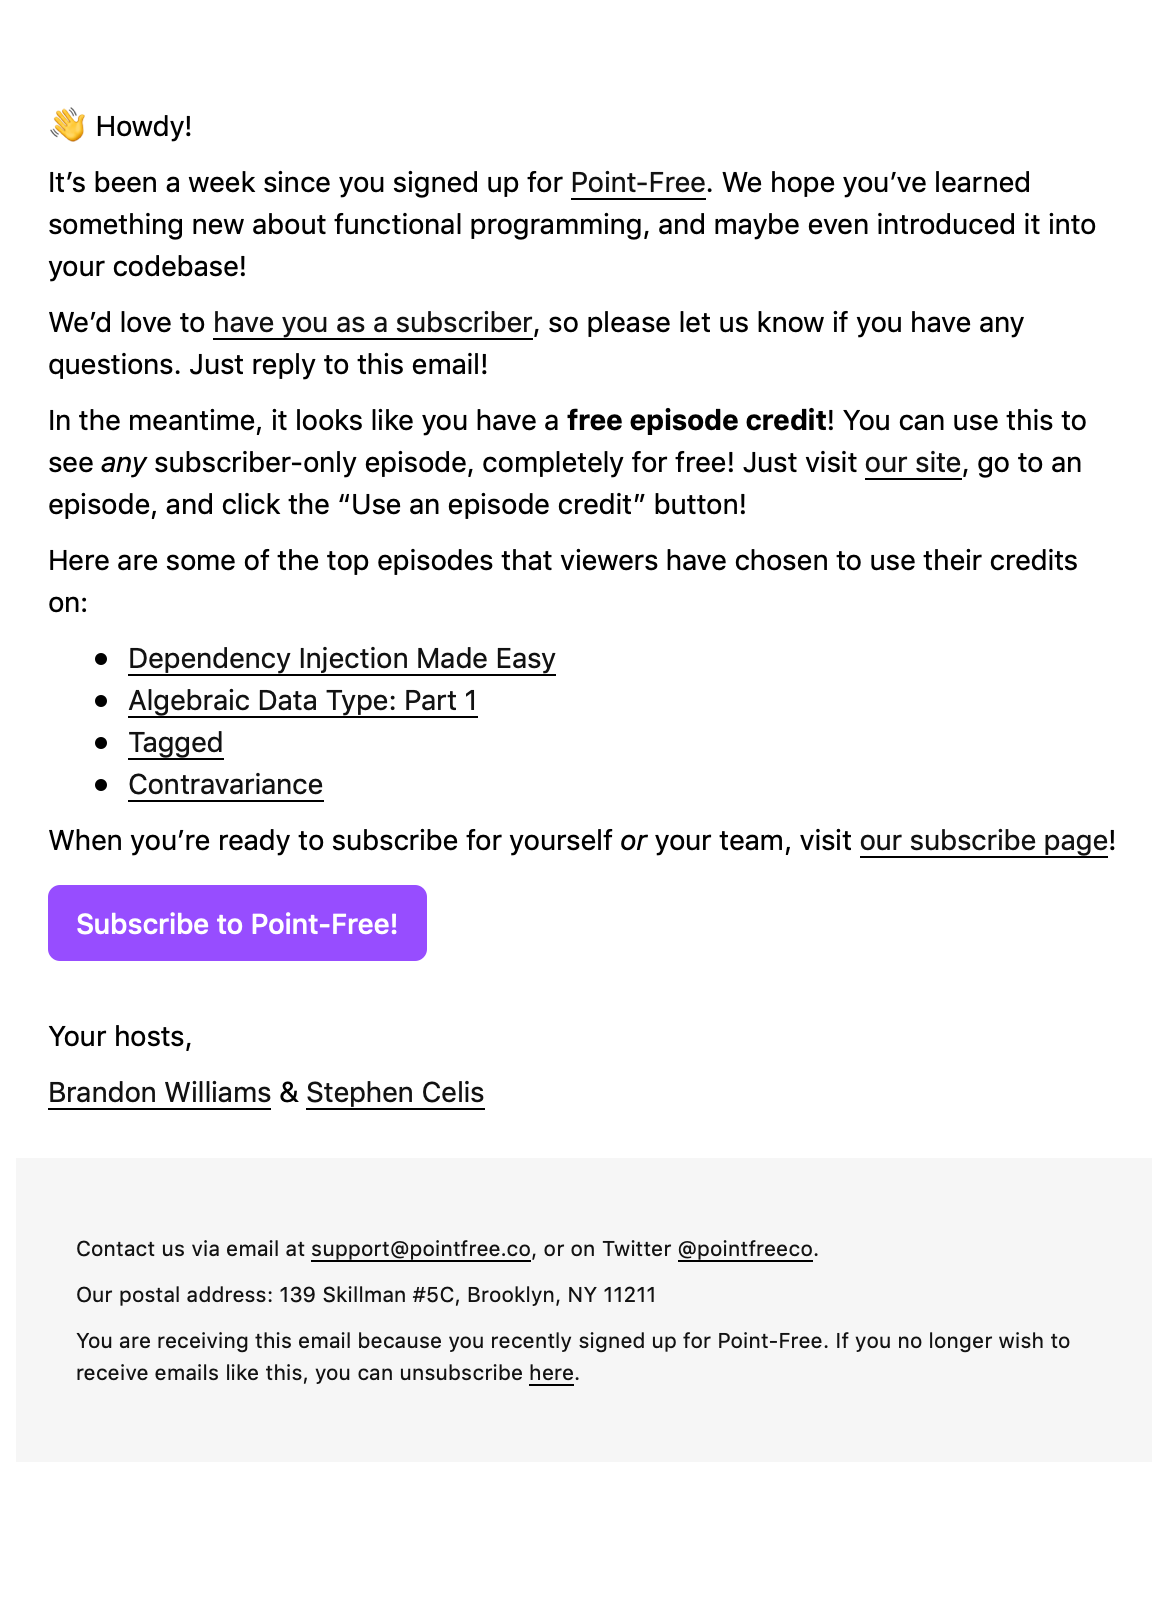 👋 Howdy!
It’s been a week since you signed up for Point-Free. We hope you’ve learned
something new about functional programming, and maybe even introduced it into
your codebase!
We’d love to have you as a subscriber, so please let us know if you have any
questions. Just reply to this email!
In the meantime, it looks like you have a free episode credit! You can use this to
see any subscriber-only episode, completely for free! Just visit our site, go to an
episode, and click the “Use an episode credit” button!
Here are some of the top episodes that viewers have chosen to use their credits
on:
• Dependency Injection Made Easy
• Algebraic Data Type: Part 1
• Tagged
• Contravariance
When you’re ready to subscribe for yourself or your team, visit our subscribe page!
Subscribe to Point-Free!
Your hosts,
Brandon Williams & Stephen Celis
Contact us via email at support@pointfree.co, or on Twitter @pointfreeco.
Our postal address: 139 Skillman #5C, Brooklyn, NY 11211
You are receiving this email because you recently signed up for Point-Free. If you no longer wish to
receive emails like this, you can unsubscribe here.